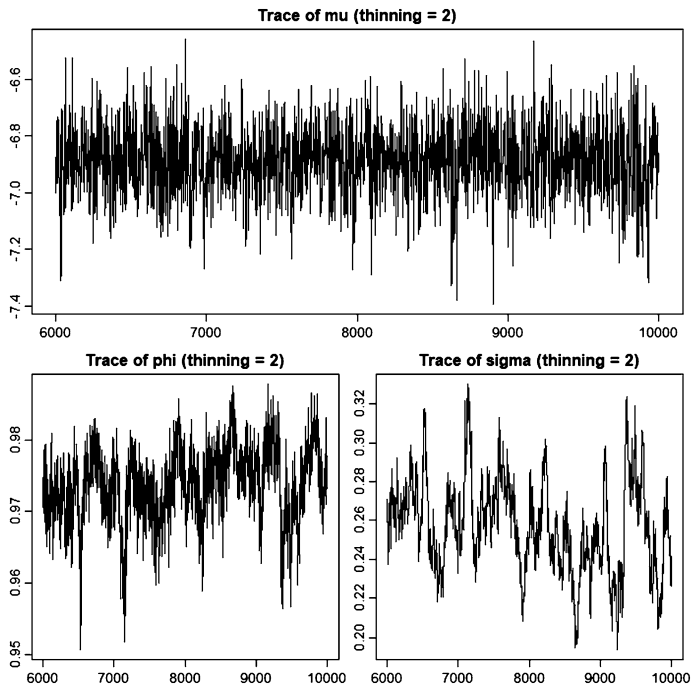 Trace of mu (thinning = 2)
-6.6
-6.8
-7.0
-7.2
-7.4
6000 7000 8000 9000 10000
Trace of phi (thinning = 2)
0.98
0.97
0.96
0.95
6000 7000 8000 9000 10000
Trace of sigma (thinning = 2)
0.32
0.30
0.28
0.26
0.24
0.22
0.20
6000 7000 8000 9000 10000